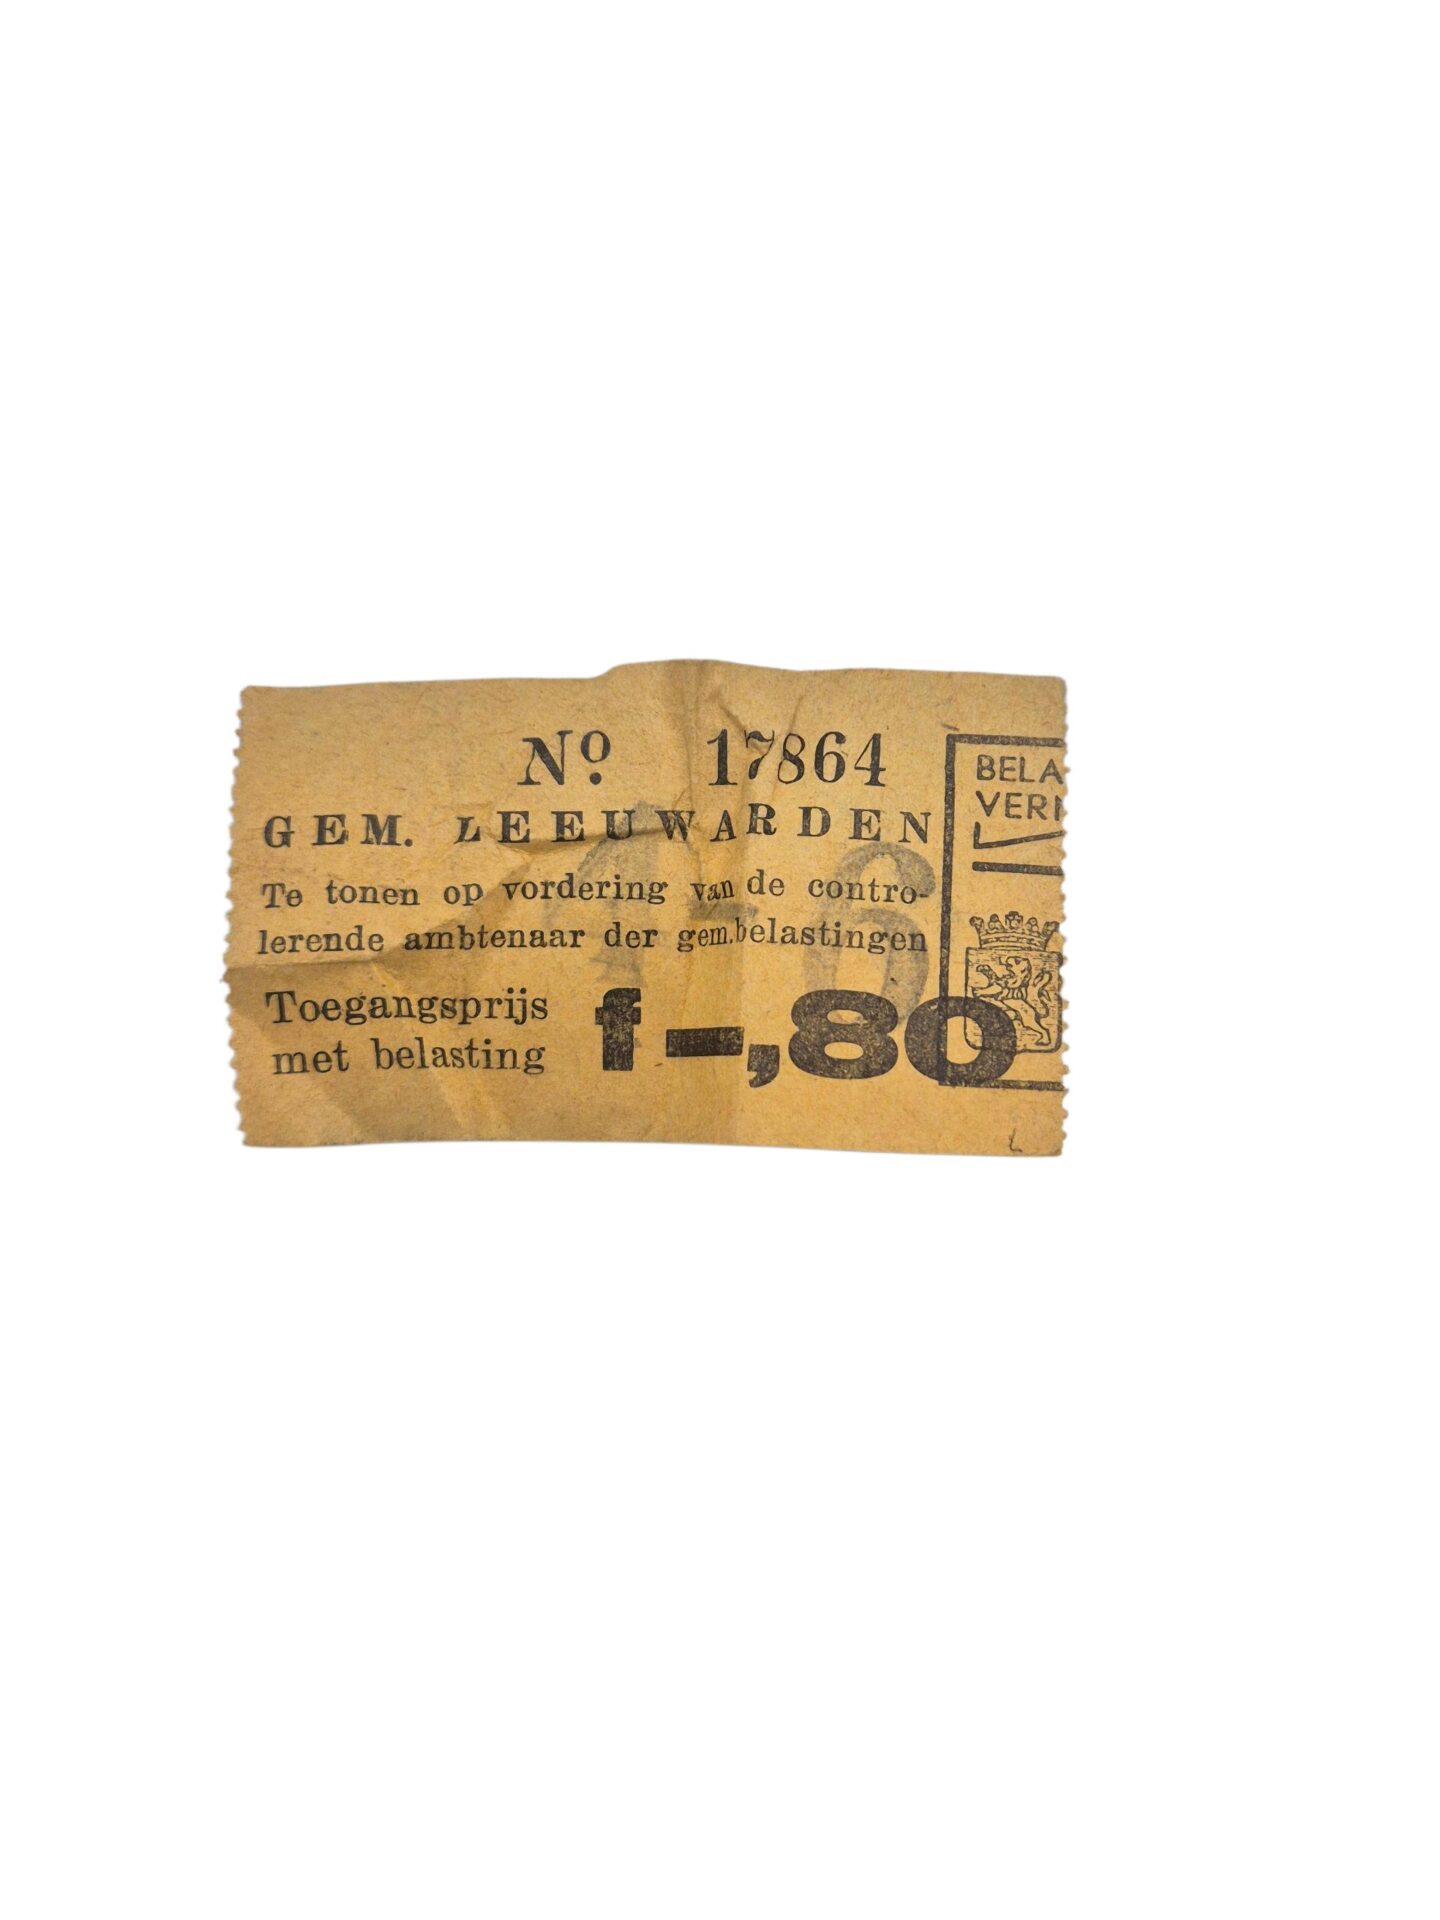 Nº. 17864
GEM. LEEUWARDEN
Te tonen op vordering van de contro-
lerende ambtenaar der gem.belastingen
Toegangsprijs
met belasting
f -,80
BELA
VER